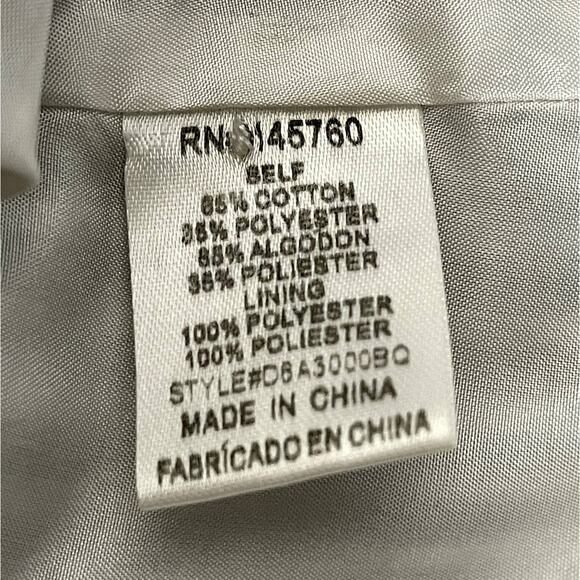 145760
SELF
65% COTTON
35% POLYESTER
65% ALGODON
35% POLIESTER
LINING
100% POLYESTER
100% POLIESTER
STYLE#D6A3000BQ
MADE IN CHINA
FABRÍCADO EN CHINA